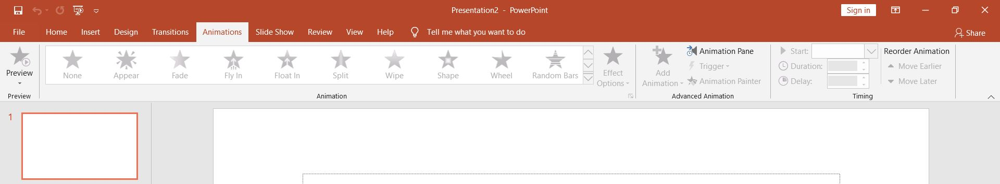 Presentation2 - PowerPoint
Sign in
File Home Insert Design Transitions Animations Slide Show Review View Help Tell me what you want to do Share
Preview
Preview
None Appear Fade Fly In Float In Split Wipe Shape Wheel Random Bars
Effect
Options
Animation
Add
Animation
Animation Pane
Trigger
Animation Painter
Advanced Animation
Start:
Duration:
Delay:
Reorder Animation
Move Earlier
Move Later
Timing
1